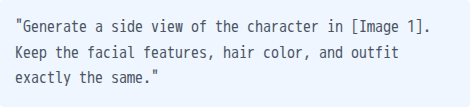 "Generate a side view of the character in [Image 1].
Keep the facial features, hair color, and outfit
exactly the same."